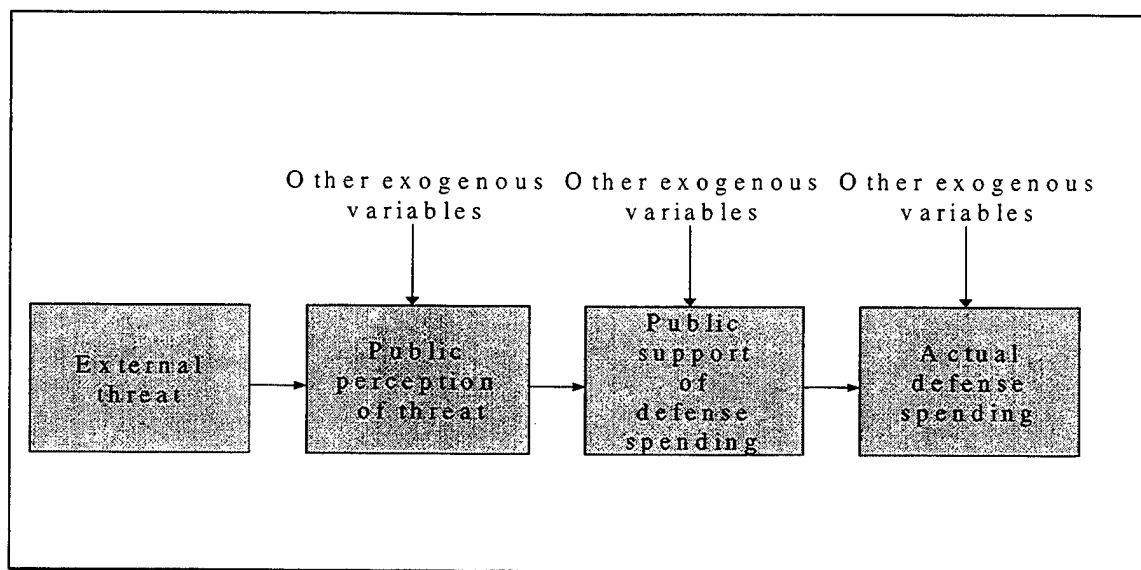 Other exogenous
variables
Other exogenous
variables
Other exogenous
variables
External
threat
Public
perception
of threat
Public
support
of
defense
spending
Actual
defense
spending